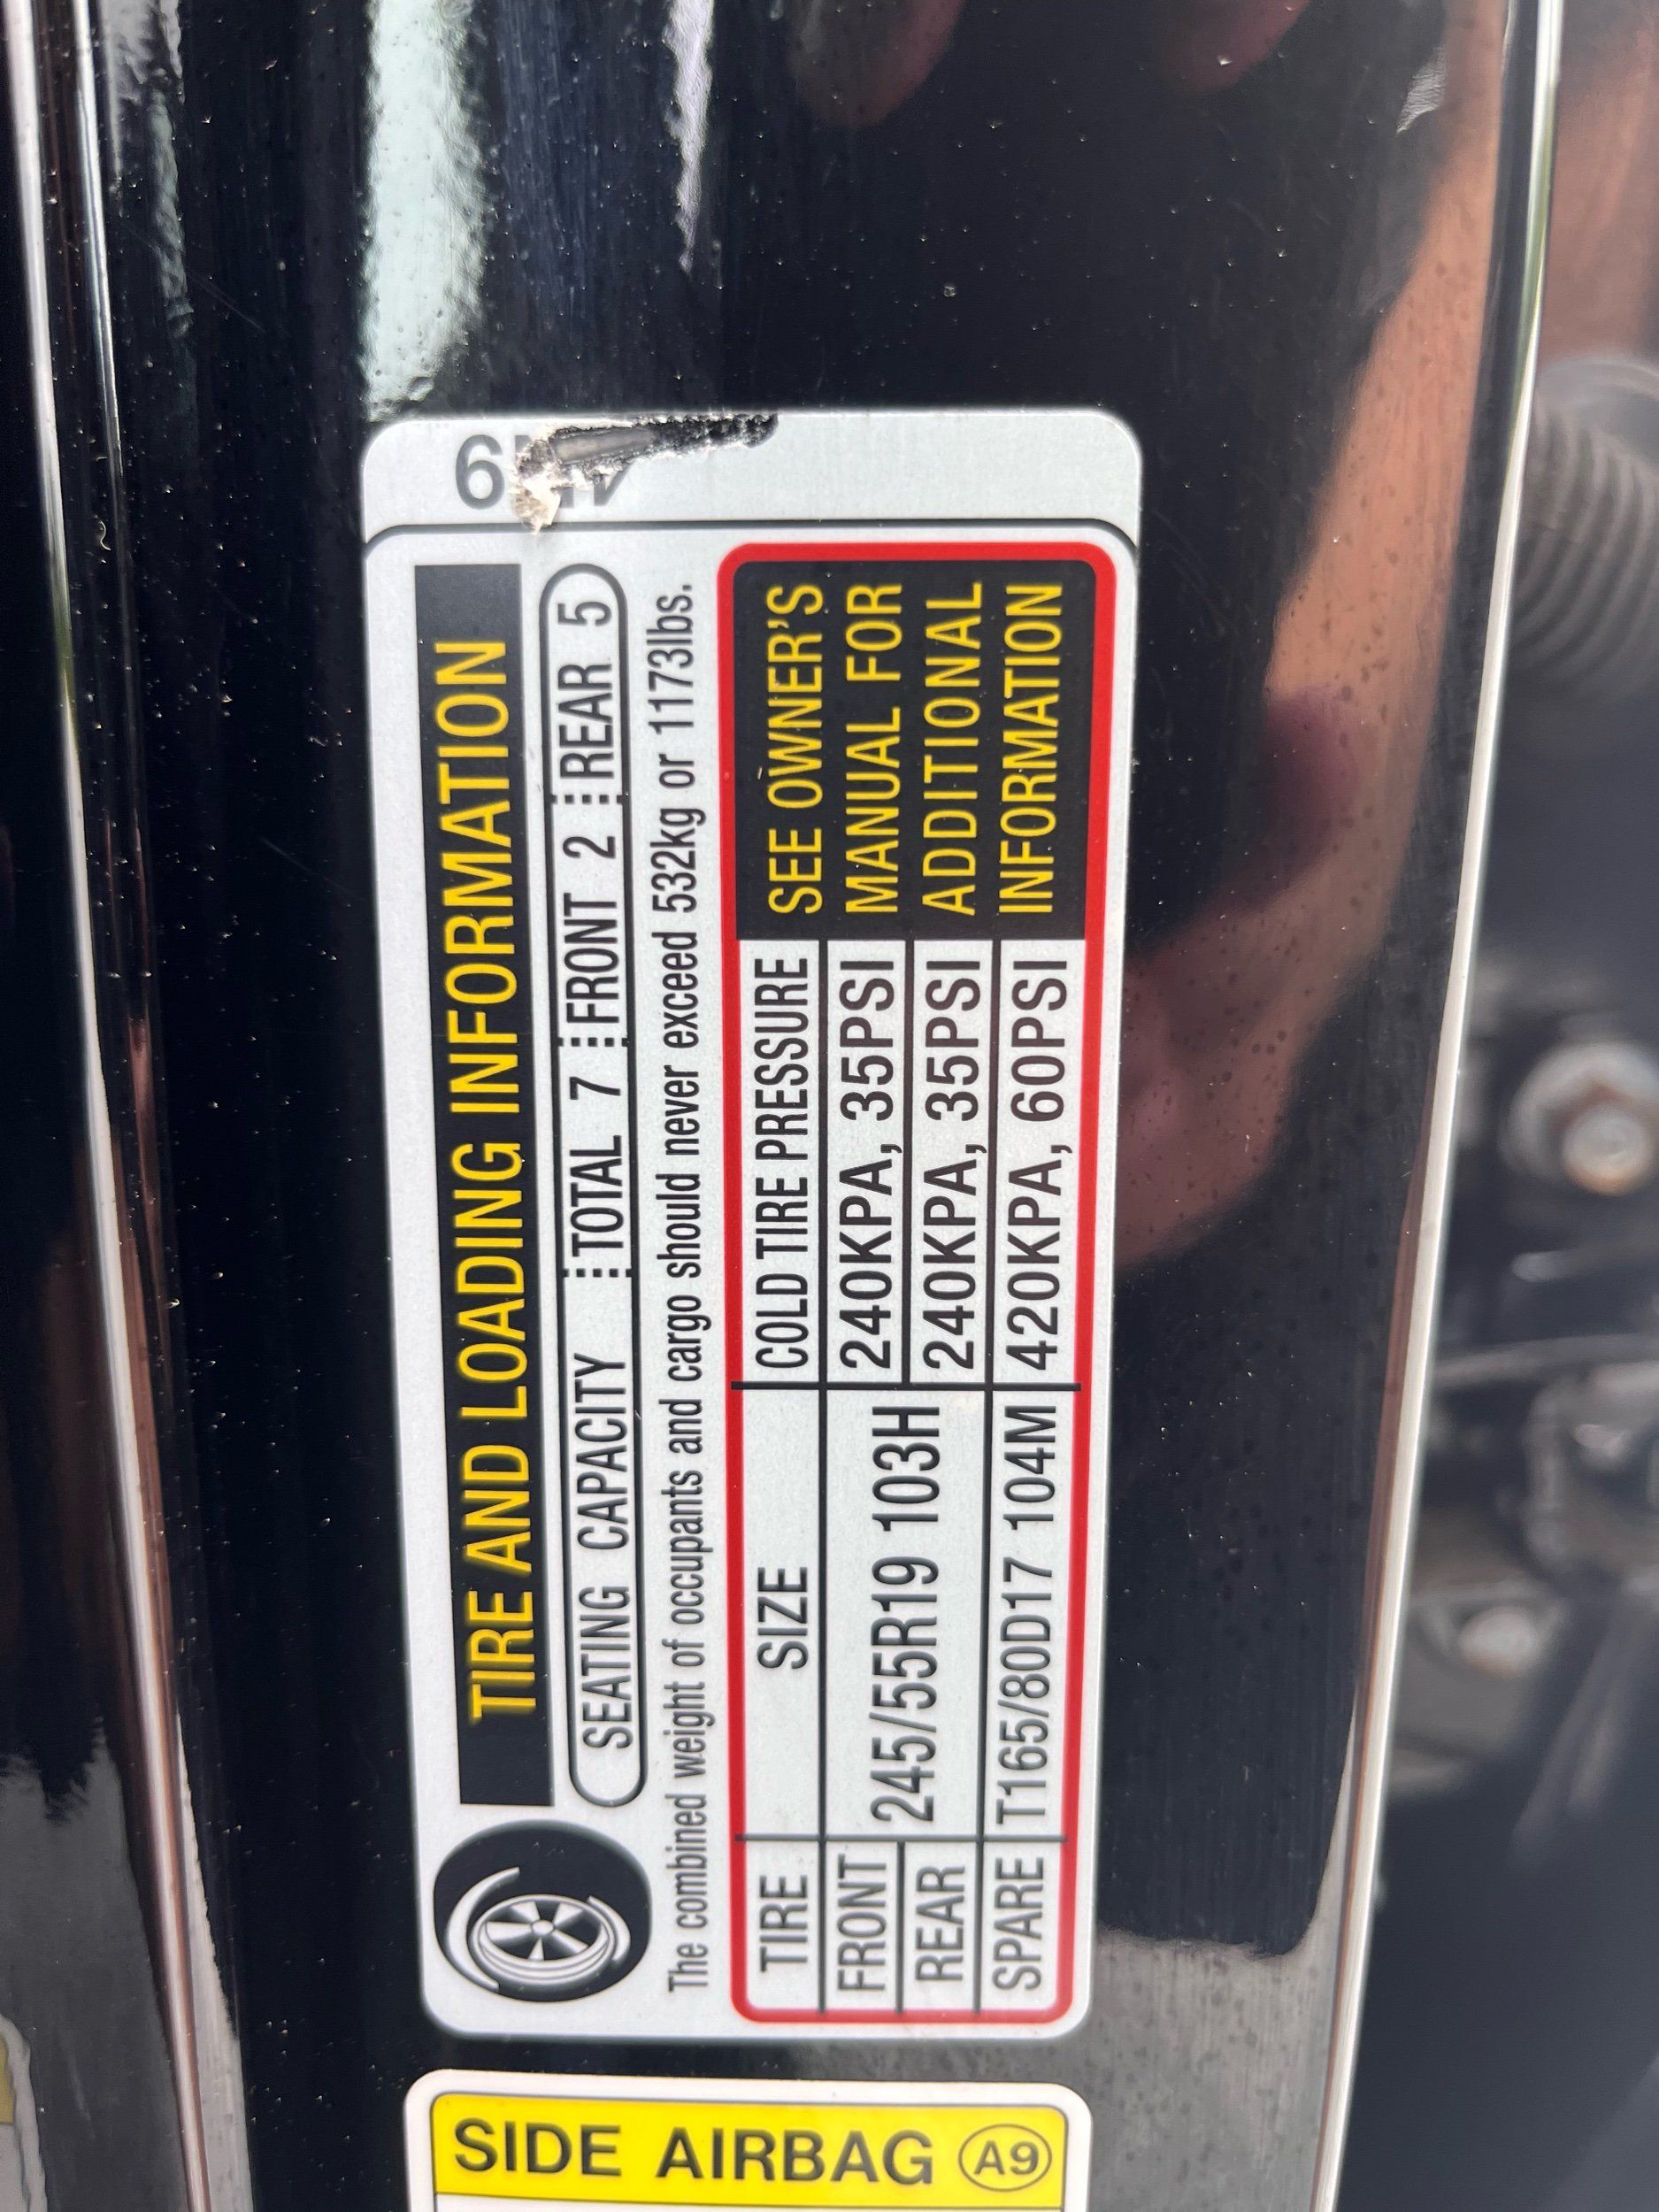 TIRE AND LOADING INFORMATION
SEATING CAPACITY TOTAL 7 FRONT 2 REAR 5
The combined weight of occupants and cargo should never exceed 532kg or 1173lbs.
TIRE SIZE COLD TIRE PRESSURE
FRONT 245/55R19 103H 240KPA, 35PSI
REAR 240KPA, 35PSI
SPARE T165/80D17 104M 420KPA, 60PSI
SEE OWNER'S
MANUAL FOR
ADDITIONAL
INFORMATION
SIDE AIRBAG A9